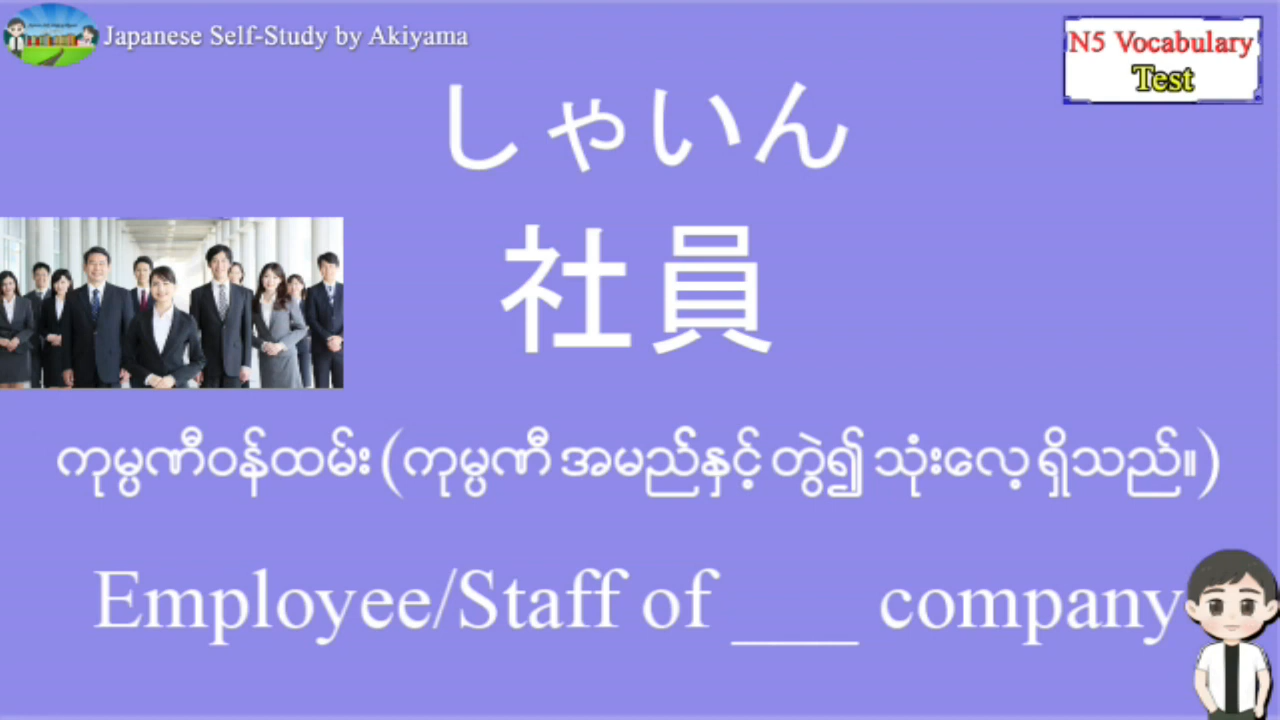 Japanese Self-Study by Akiyama
N5 Vocabulary
Test
しゃいん
社員
ကုမ္ပဏီဝန်ထမ်း (ကုမ္ပဏီ အမည်နှင့် တွဲ၍ သုံးလေ့ ရှိသည်။)
Employee/Staff of ____ company